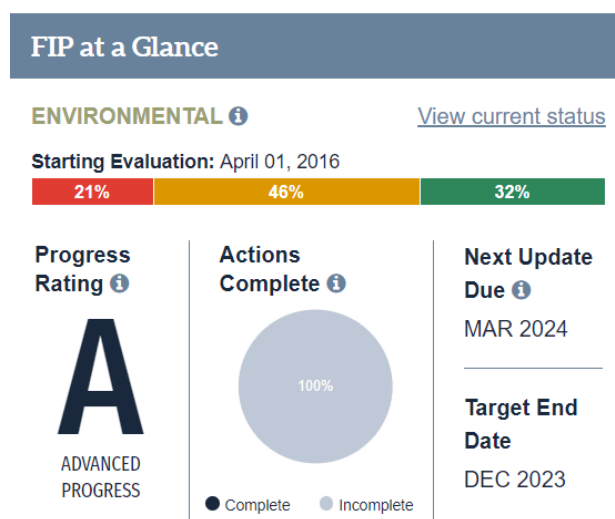 FIP at a Glance
ENVIRONMENTAL
View current status
Starting Evaluation: April 01, 2016
21% 46% 32%
Progress
Rating
A
ADVANCED
PROGRESS
Actions
Complete
100%
Complete Incomplete
Next Update
Due
MAR 2024
Target End
Date
DEC 2023